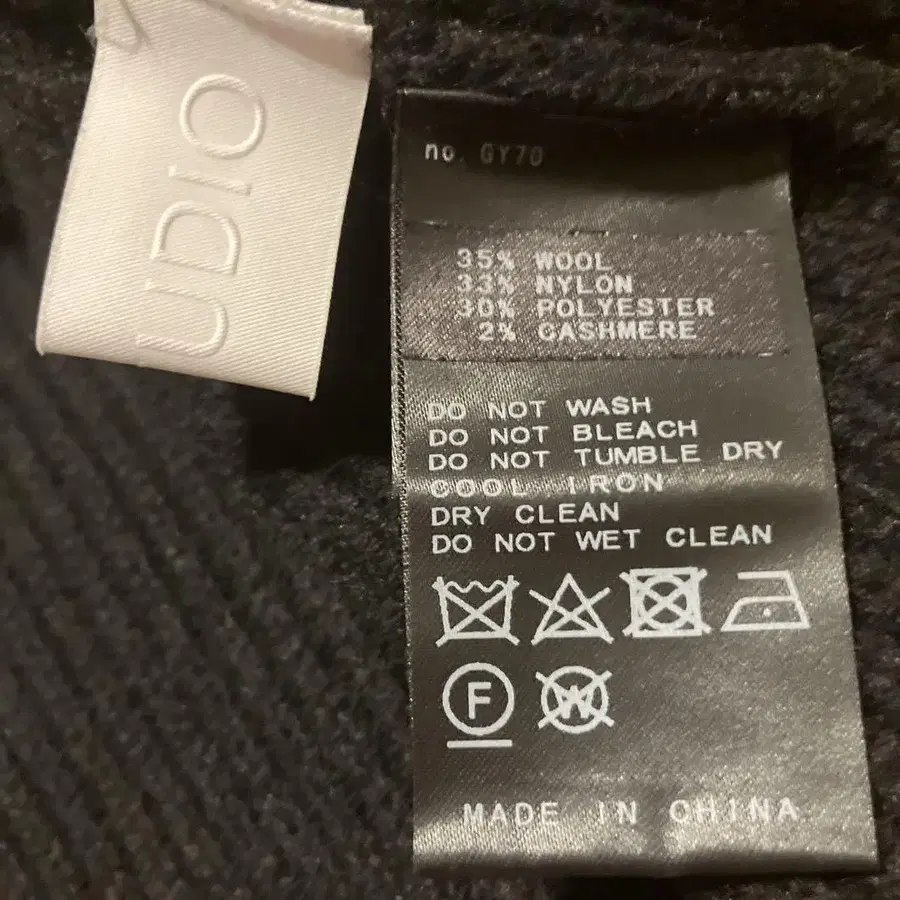 UDIO
no. GY70
35% WOOL
33% NYLON
30% POLYESTER
2% CASHMERE
DO NOT WASH
DO NOT BLEACH
DO NOT TUMBLE DRY
COOL IRON
DRY CLEAN
DO NOT WET CLEAN
F
W
MADE IN CHINA